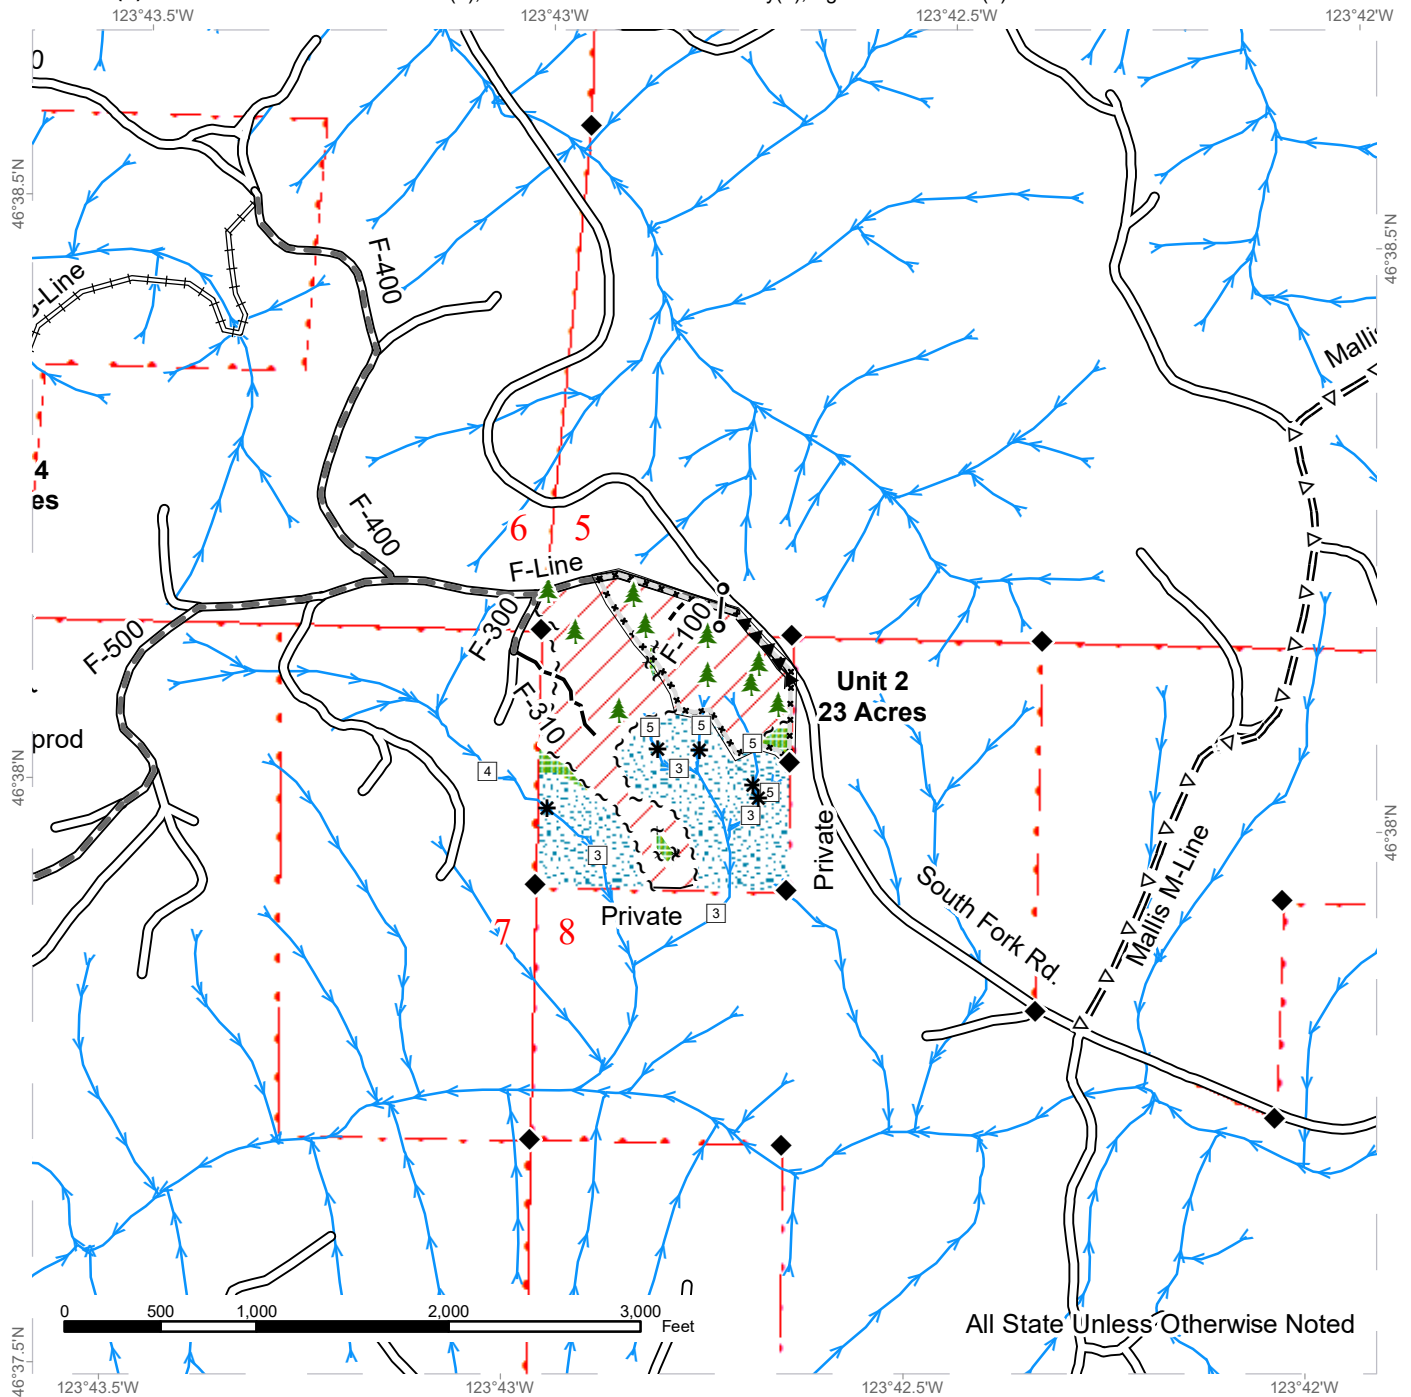 123°43.5'W
123°43'W
123°42.5'W
123°42'W
46°38.5'N
46°38.5'N
F-400
Mallis
4
es
F-400
6 5
F-Line
F-300
F-100
F-500
Unit 2
23 Acres
F-310
prod
5
5
5
3
4
5
3
3
3
46°38'N
46°38'N
Private
Private
South Fork Rd.
Mallis M-Line
7 8
0 500 1,000 2,000 3,000
Feet
All State Unless Otherwise Noted
46°37.5'N
123°43.5'W
123°43'W
123°42.5'W
123°42'W